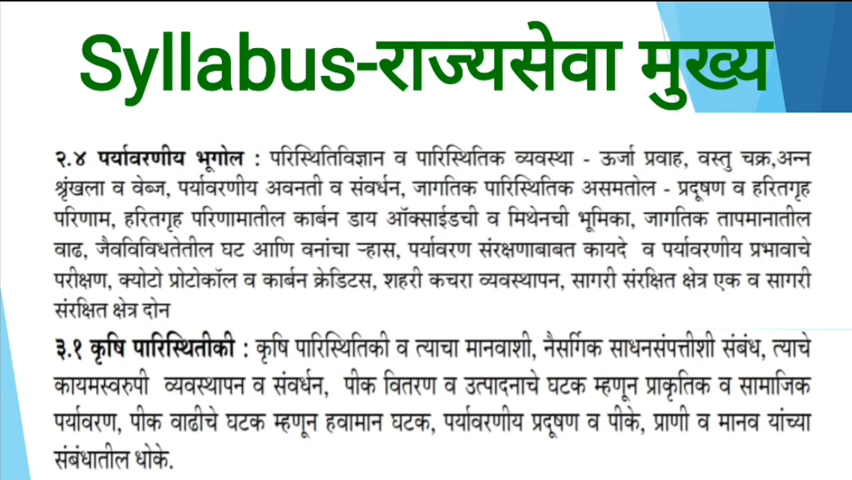 Syllabus-राज्यसेवा मुख्य
२.४ पर्यावरणीय भूगोल : परिस्थितिविज्ञान व पारिस्थितिक व्यवस्था - ऊर्जा प्रवाह, वस्तु चक्र,अन्न
श्रृंखला व वेब्ज, पर्यावरणीय अवनती व संवर्धन, जागतिक पारिस्थितिक असमतोल - प्रदूषण व हरितगृह
परिणाम, हरितगृह परिणामातील कार्बन डाय ऑक्साईडची व मिथेनची भूमिका, जागतिक तापमानातील
वाढ, जैवविविधतेतील घट आणि वनांचा ऱ्हास, पर्यावरण संरक्षणाबाबत कायदे व पर्यावरणीय प्रभावाचे
परीक्षण, क्योटो प्रोटोकॉल व कार्बन क्रेडिटस, शहरी कचरा व्यवस्थापन, सागरी संरक्षित क्षेत्र एक व सागरी
संरक्षित क्षेत्र दोन
३.१ कृषि पारिस्थितीकी : कृषि पारिस्थितिकी व त्याचा मानवाशी, नैसर्गिक साधनसंपत्तीशी संबंध, त्याचे
कायमस्वरुपी व्यवस्थापन व संवर्धन, पीक वितरण व उत्पादनाचे घटक म्हणून प्राकृतिक व सामाजिक
पर्यावरण, पीक वाढीचे घटक म्हणून हवामान घटक, पर्यावरणीय प्रदूषण व पीके, प्राणी व मानव यांच्या
संबंधातील धोके.